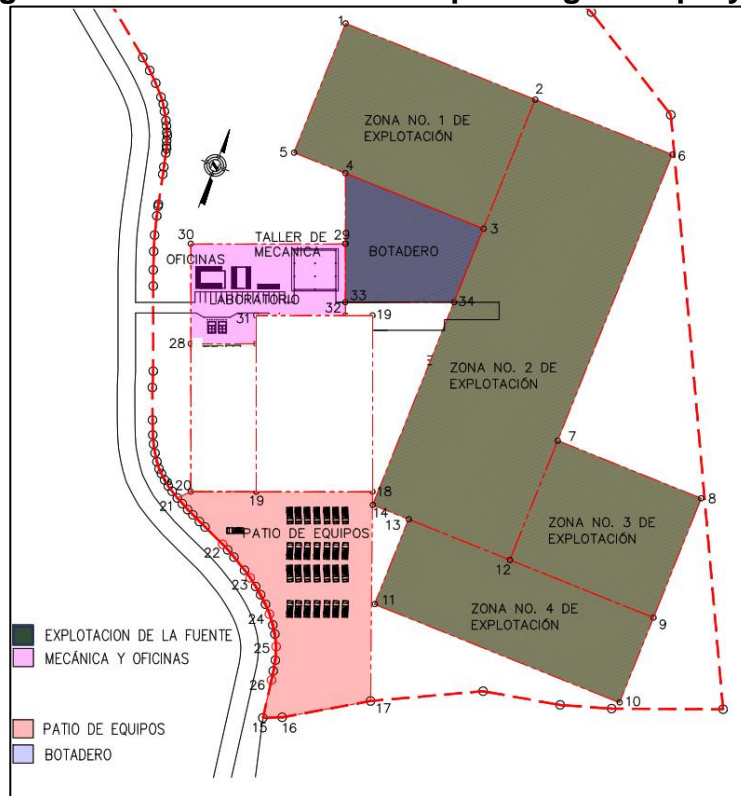 1
2
ZONA NO. 1 DE
EXPLOTACIÓN
5
4
6
3
30
TALLER DE
29
MECANICA
OFICINAS
BOTADERO
LABORATORIO
33
34
31
32
19
28
ZONA NO. 2 DE
EXPLOTACIÓN
7
8
20
19
18
21
14
13
ZONA NO. 3 DE
EXPLOTACIÓN
PATIO DE EQUIPOS
22
12
23
11
ZONA NO. 4 DE
EXPLOTACIÓN
9
24
25
26
10
17
15
16
EXPLOTACION DE LA FUENTE
MECÁNICA Y OFICINAS
PATIO DE EQUIPOS
BOTADERO